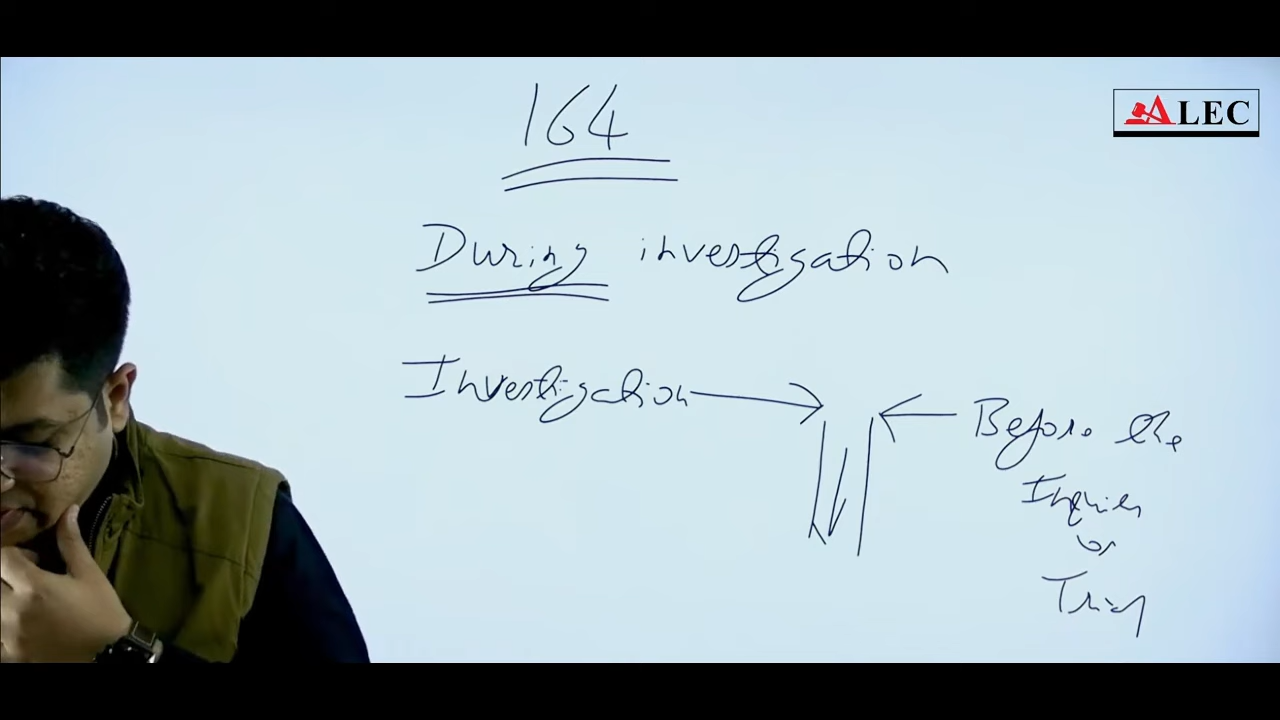 164
ALEC
During investigation
Investigation
Before the
Inquiry
or
Trial